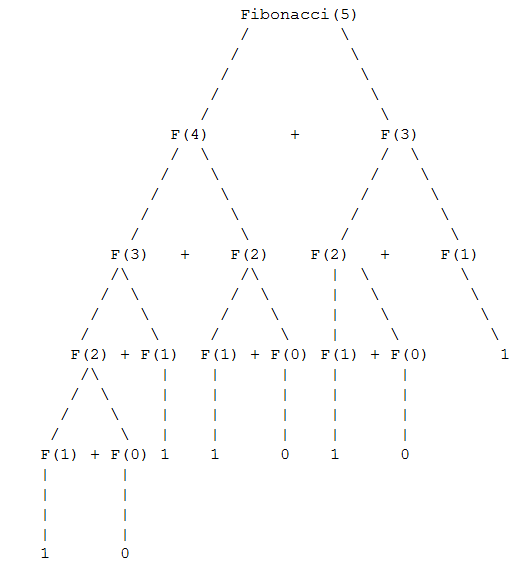 Fibonacci(5)
F(4) + F(3)
F(3) + F(2) F(2) + F(1)
F(2) + F(1) F(1) + F(0) F(1) + F(0) 1
F(1) + F(0) 1 1 0 1 0
1 0